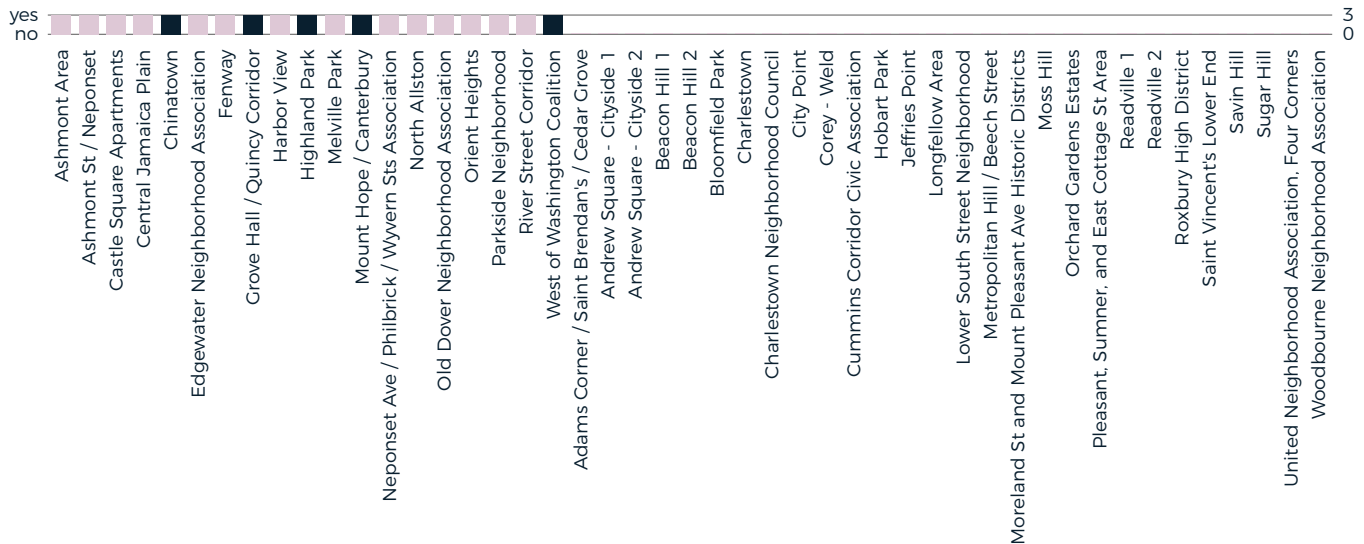 yes 3
no 0
Ashmont Area
Ashmont St / Neponset
Castle Square Apartments
Central Jamaica Plain
Chinatown
Edgewater Neighborhood Association
Fenway
Grove Hall / Quincy Corridor
Harbor View
Highland Park
Melville Park
Mount Hope / Canterbury
Neponset Ave / Philbrick / Wyvern Sts Association
North Allston
Old Dover Neighborhood Association
Orient Heights
Parkside Neighborhood
River Street Corridor
West of Washington Coalition
Adams Corner / Saint Brendan's / Cedar Grove
Andrew Square - Cityside 1
Andrew Square - Cityside 2
Beacon Hill 1
Beacon Hill 2
Bloomfield Park
Charlestown
Charlestown Neighborhood Council
City Point
Corey - Weld
Cummins Corridor Civic Association
Hobart Park
Jeffries Point
Longfellow Area
Lower South Street Neighborhood
Metropolitan Hill / Beech Street
Moreland St and Mount Pleasant Ave Historic Districts
Moss Hill
Orchard Gardens Estates
Pleasant, Sumner, and East Cottage St Area
Readville 1
Readville 2
Roxbury High District
Saint Vincent's Lower End
Savin Hill
Sugar Hill
United Neighborhood Association, Four Corners
Woodbourne Neighborhood Association